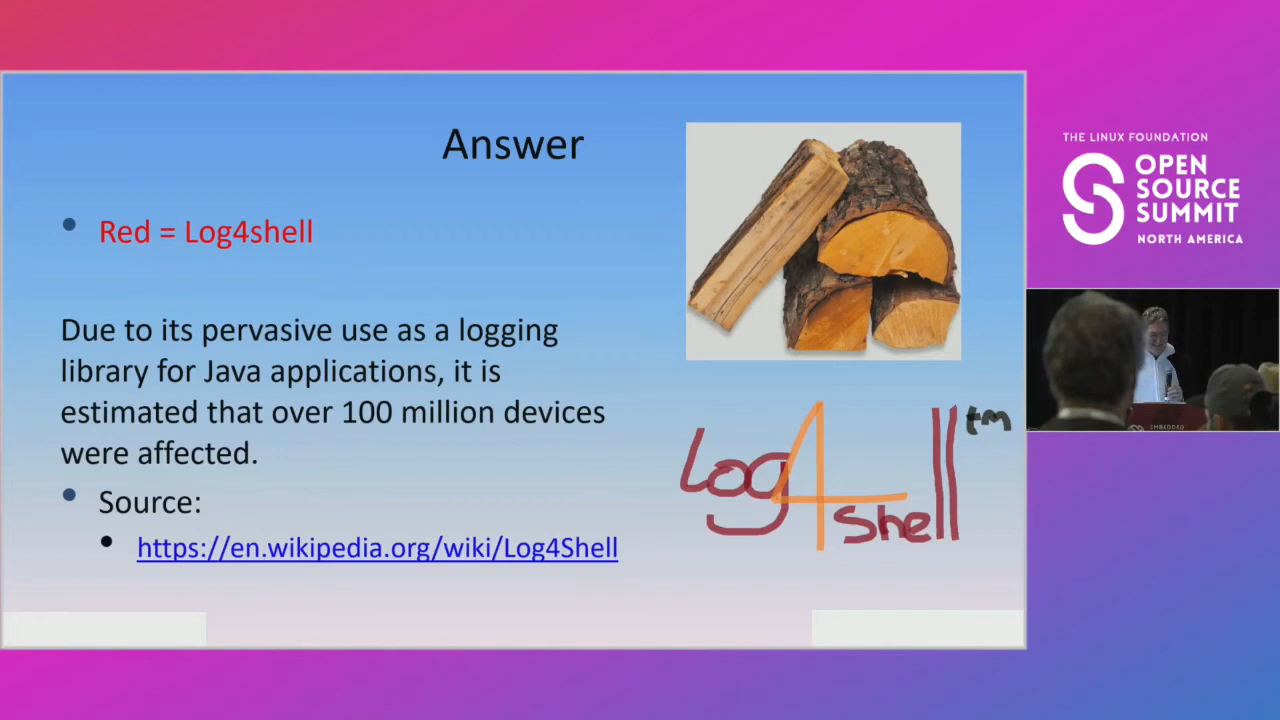 Answer
Red = Log4shell
Due to its pervasive use as a logging
library for Java applications, it is
estimated that over 100 million devices
were affected.
Source:
https://en.wikipedia.org/wiki/Log4Shell
Log4shell tm
THE LINUX FOUNDATION
OPEN
SOURCE
SUMMIT
NORTH AMERICA
EMBEDDED